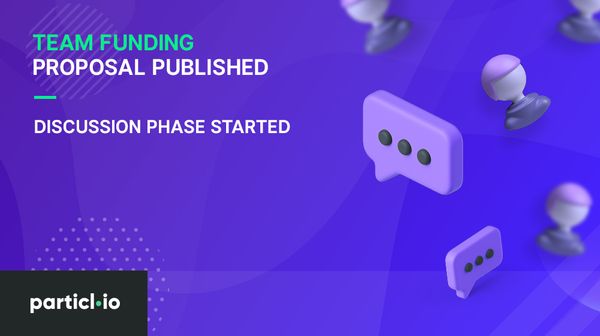 TEAM FUNDING
PROPOSAL PUBLISHED
DISCUSSION PHASE STARTED
particl.io